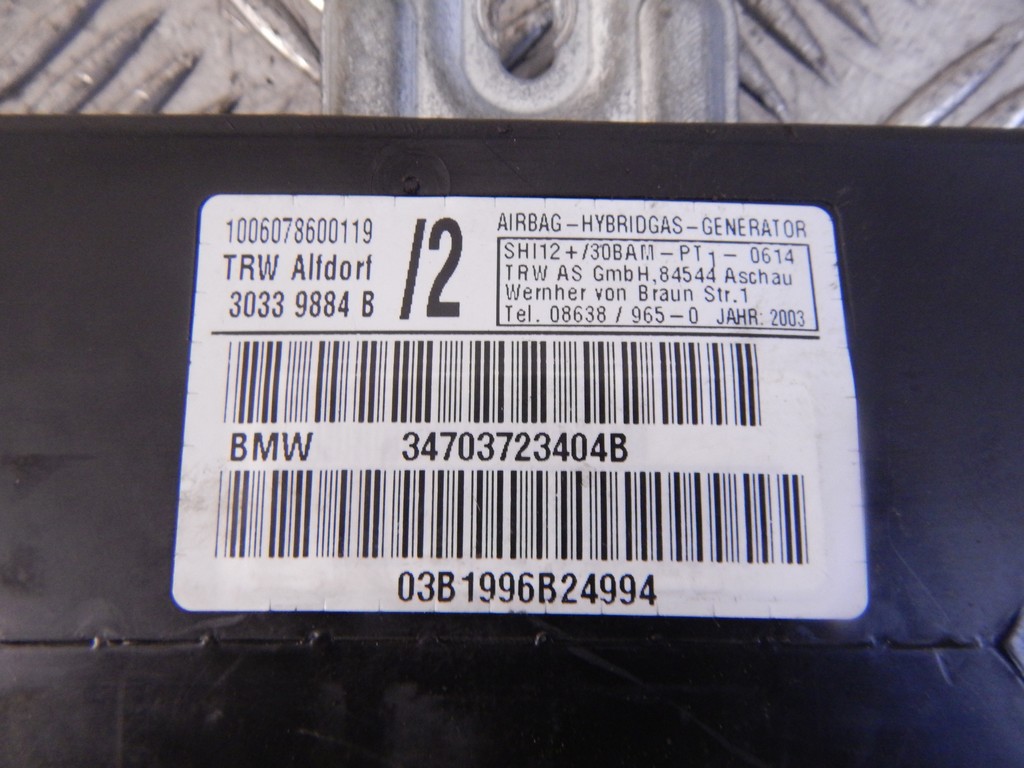 1006078600119
TRW Alfdorf
3033 9884 B
/2
AIRBAG-HYBRIDGAS-GENERATOR
SHI12+/30BAM-PT1-0614
TRW AS GmbH,84544 Aschau
Wernher von Braun Str.1
Tel. 08638 / 965-0 JAHR: 2003
BMW 34703723404B
03B1996B24994